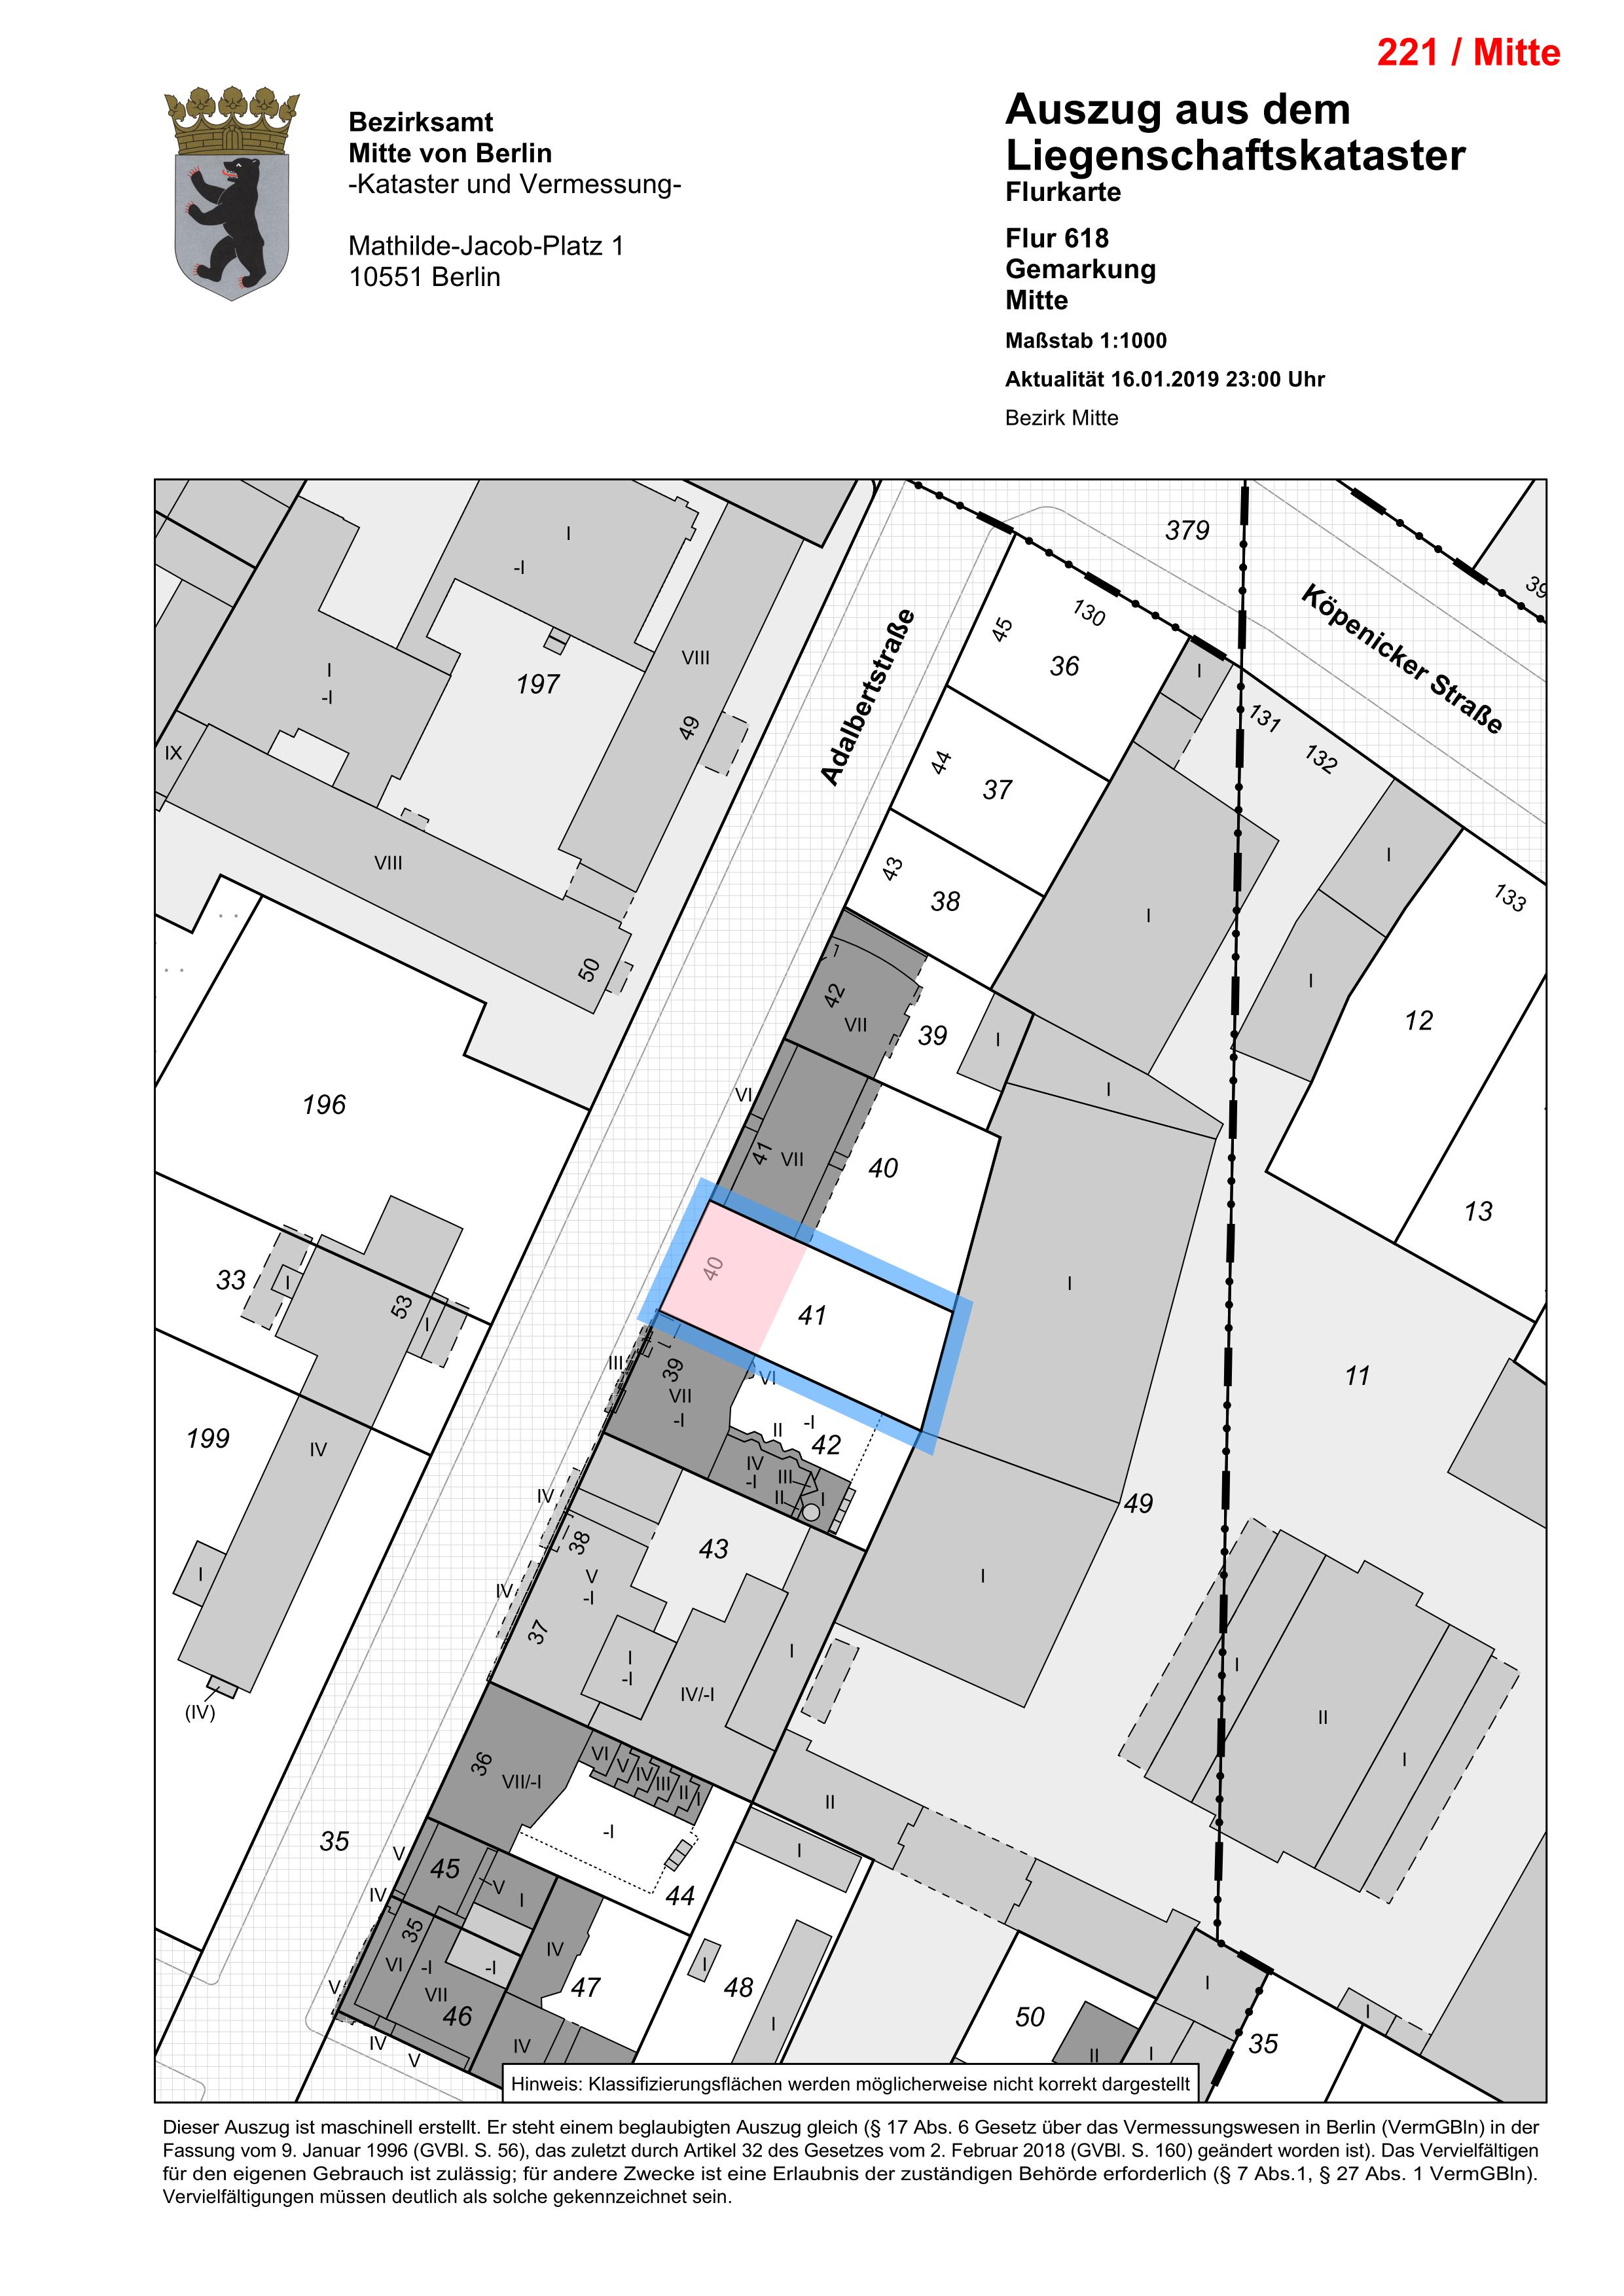 221 / Mitte
Bezirksamt
Mitte von Berlin
-Kataster und Vermessung-
Mathilde-Jacob-Platz 1
10551 Berlin
Auszug aus dem
Liegenschaftskataster
Flurkarte
Flur 618
Gemarkung
Mitte
Maßstab 1:1000
Aktualität 16.01.2019 23:00 Uhr
Bezirk Mitte
379
39
Köpenicker Straße
Adalbertstraße
I
-I
I
-I
197
VIII
49
IX
VIII
50
45
130
36
I
131
132
44
37
43
38
I
I
I
133
12
13
42
VII
39
I
I
VI
41
VII
40
196
33
I
53
I
40
41
I
11
199
IV
III
39
VII
-I
VI
II
-I
42
IV
-I
III
II
I
49
IV
38
43
V
-I
IV
37
I
-I
IV/-I
I
I
I
(IV)
I
II
I
36
VII/-I
VI
V
IV
III
II
I
-I
II
I
35
V
45
V
I
44
IV
35
VI
-I
-I
IV
VII
46
47
48
I
I
V
IV
V
IV
50
II
I
I
I
35
Hinweis: Klassifizierungsflächen werden möglicherweise nicht korrekt dargestellt
Dieser Auszug ist maschinell erstellt. Er steht einem beglaubigten Auszug gleich (§ 17 Abs. 6 Gesetz über das Vermessungswesen in Berlin (VermGBln) in der
Fassung vom 9. Januar 1996 (GVBl. S. 56), das zuletzt durch Artikel 32 des Gesetzes vom 2. Februar 2018 (GVBl. S. 160) geändert worden ist). Das Vervielfältigen
für den eigenen Gebrauch ist zulässig; für andere Zwecke ist eine Erlaubnis der zuständigen Behörde erforderlich (§ 7 Abs.1, § 27 Abs. 1 VermGBln).
Vervielfältigungen müssen deutlich als solche gekennzeichnet sein.